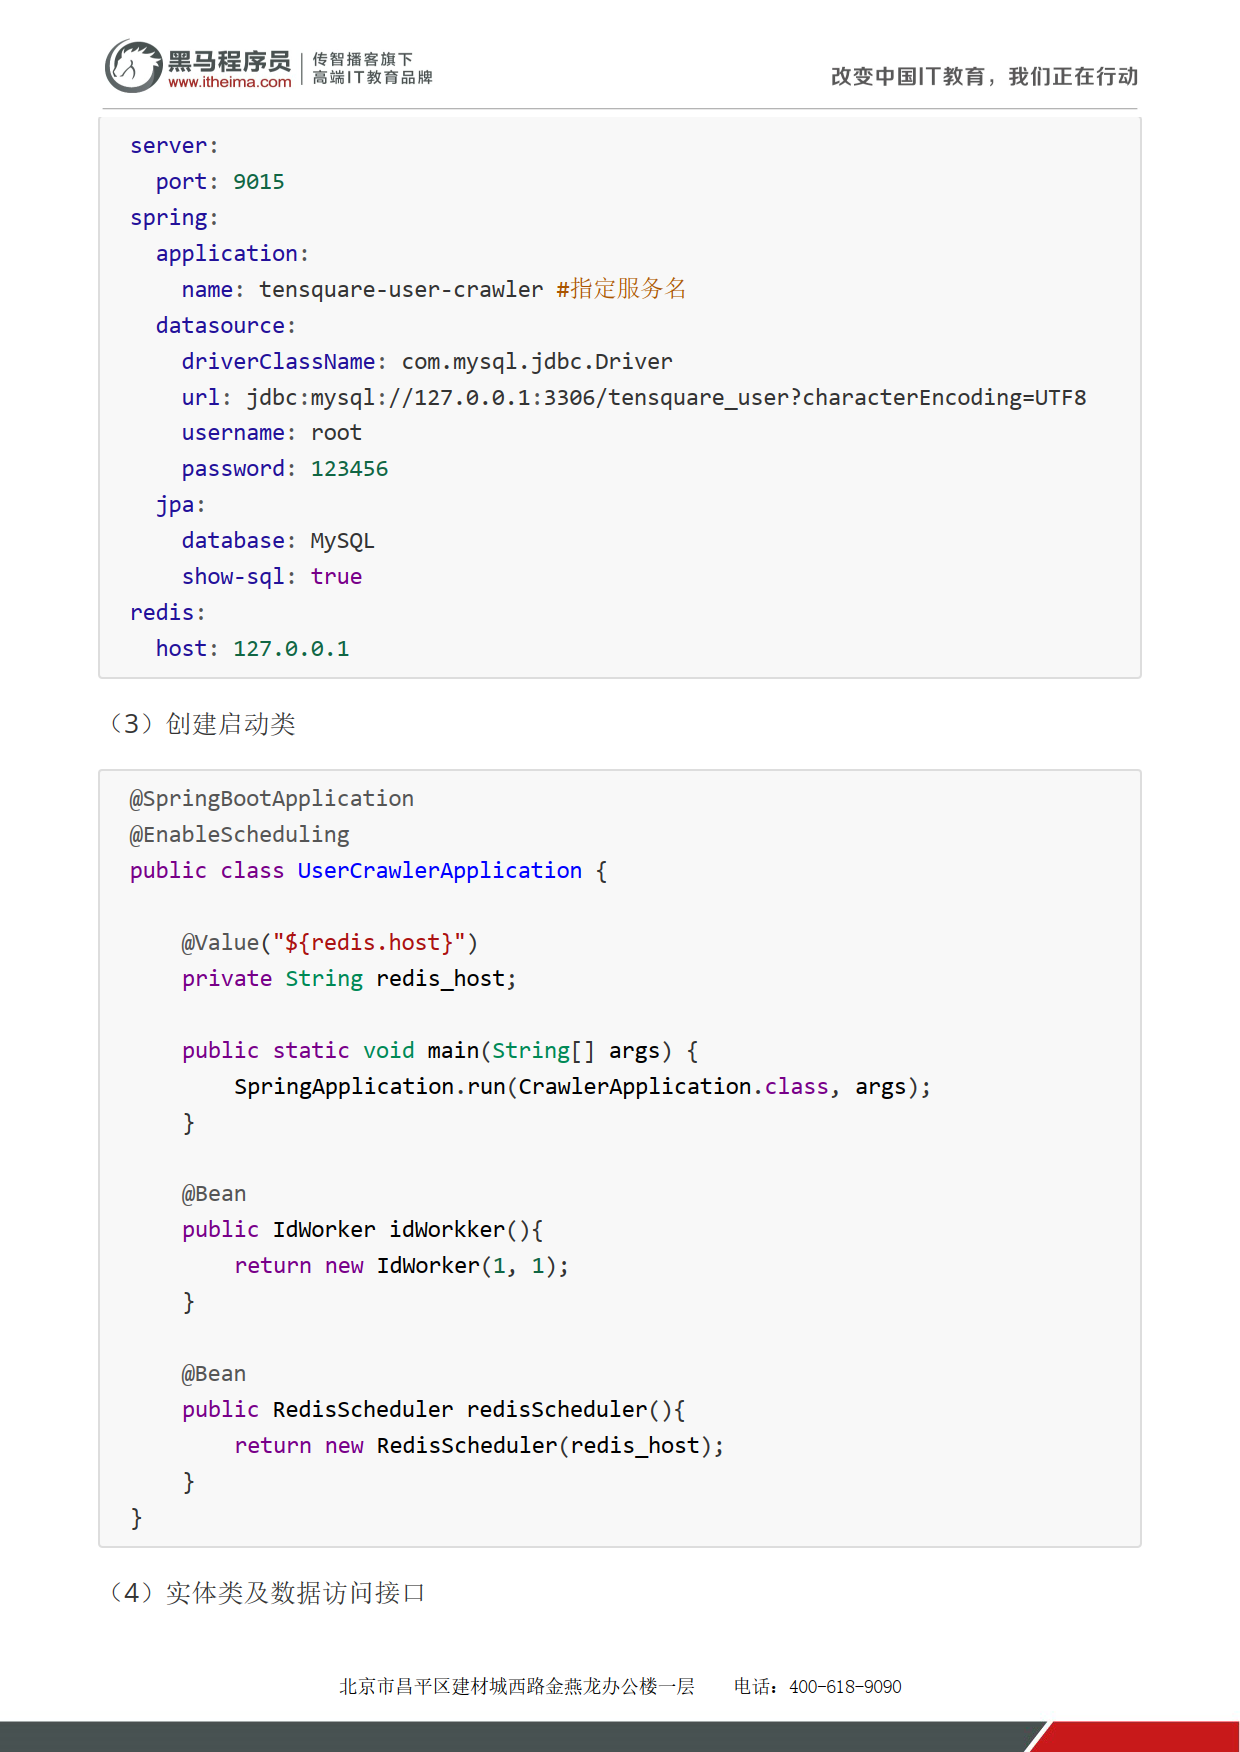 黑马程序员
www.itheima.com
传智播客旗下
高端IT教育品牌
改变中国IT教育，我们正在行动
server:
  port: 9015
spring:
  application:
    name: tensquare-user-crawler #指定服务名
  datasource:
    driverClassName: com.mysql.jdbc.Driver
    url: jdbc:mysql://127.0.0.1:3306/tensquare_user?characterEncoding=UTF8
    username: root
    password: 123456
  jpa:
    database: MySQL
    show-sql: true
redis:
  host: 127.0.0.1
（3）创建启动类
@SpringBootApplication
@EnableScheduling
public class UserCrawlerApplication {
    @Value("${redis.host}")
    private String redis_host;
    public static void main(String[] args) {
        SpringApplication.run(CrawlerApplication.class, args);
    }
    @Bean
    public IdWorker idWorkker(){
        return new IdWorker(1, 1);
    }
    @Bean
    public RedisScheduler redisScheduler(){
        return new RedisScheduler(redis_host);
    }
}
（4）实体类及数据访问接口
北京市昌平区建材城西路金燕龙办公楼一层 电话：400-618-9090